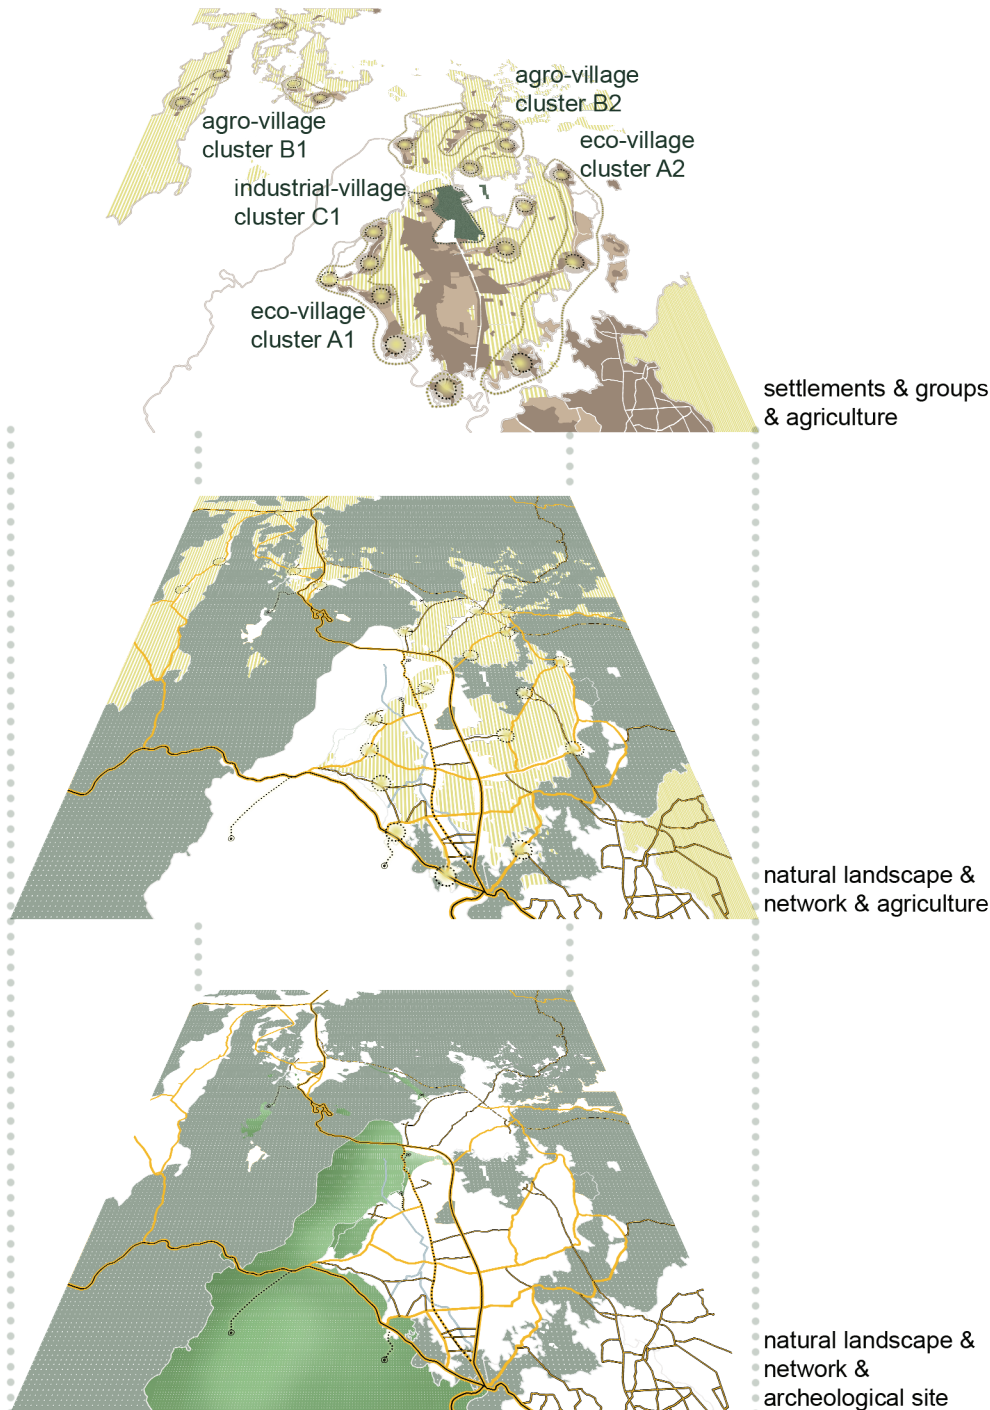 agro-village
cluster B2
agro-village
cluster B1
eco-village
cluster A2
industrial-village
cluster C1
eco-village
cluster A1
settlements & groups
& agriculture
natural landscape &
network & agriculture
natural landscape &
network &
archeological site